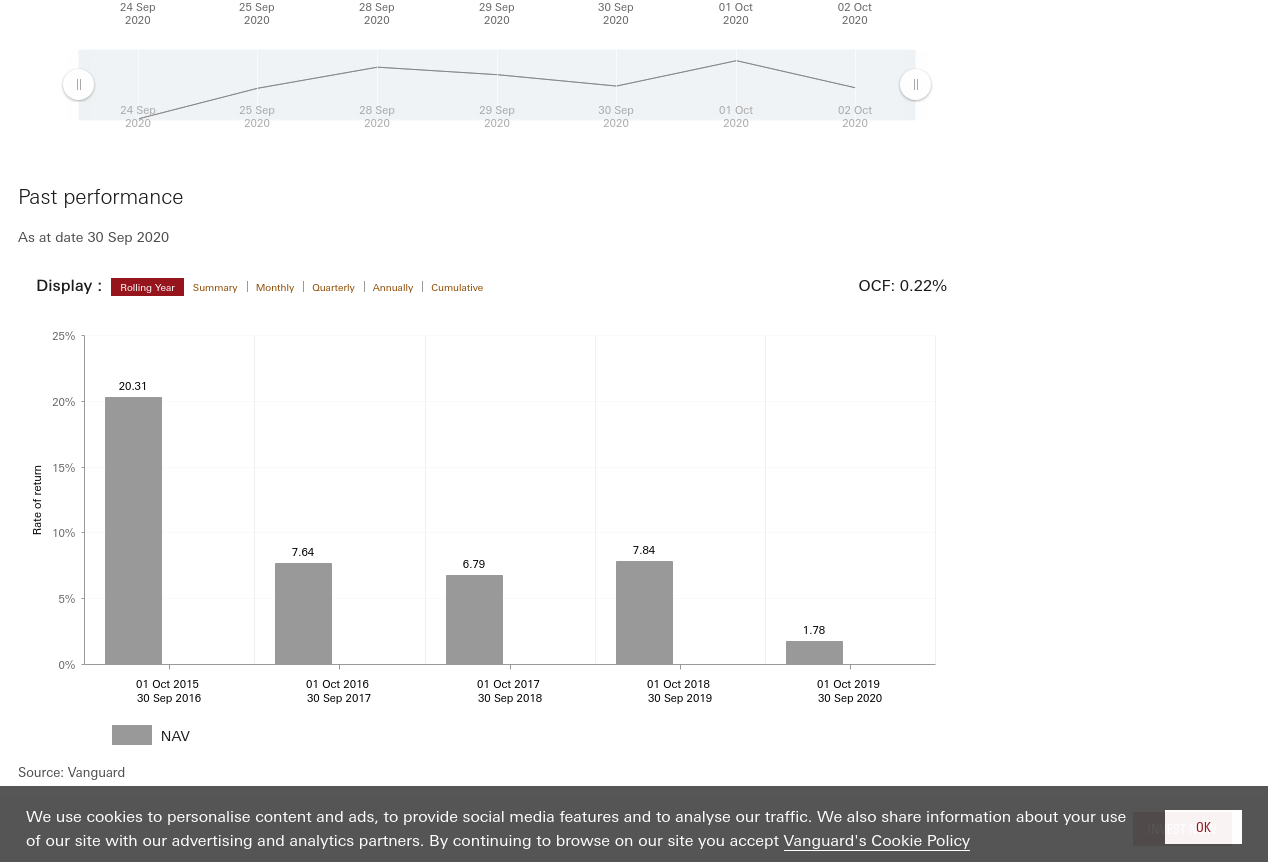 24 Sep 25 Sep 28 Sep 29 Sep 30 Sep 01 Oct 02 Oct
2020 2020 2020 2020 2020 2020 2020
24 Sep 25 Sep 28 Sep 29 Sep 30 Sep 01 Oct 02 Oct
2020 2020 2020 2020 2020 2020 2020
Past performance
As at date 30 Sep 2020
Display : Rolling Year Summary Monthly Quarterly Annually Cumulative OCF: 0.22%
25%
20.31
20%
15%
Rate of return
10%
7.64 7.84
6.79
5%
1.78
0%
01 Oct 2015 01 Oct 2016 01 Oct 2017 01 Oct 2018 01 Oct 2019
30 Sep 2016 30 Sep 2017 30 Sep 2018 30 Sep 2019 30 Sep 2020
NAV
Source: Vanguard
We use cookies to personalise content and ads, to provide social media features and to analyse our traffic. We also share information about your use
of our site with our advertising and analytics partners. By continuing to browse on our site you accept Vanguard's Cookie Policy
OK